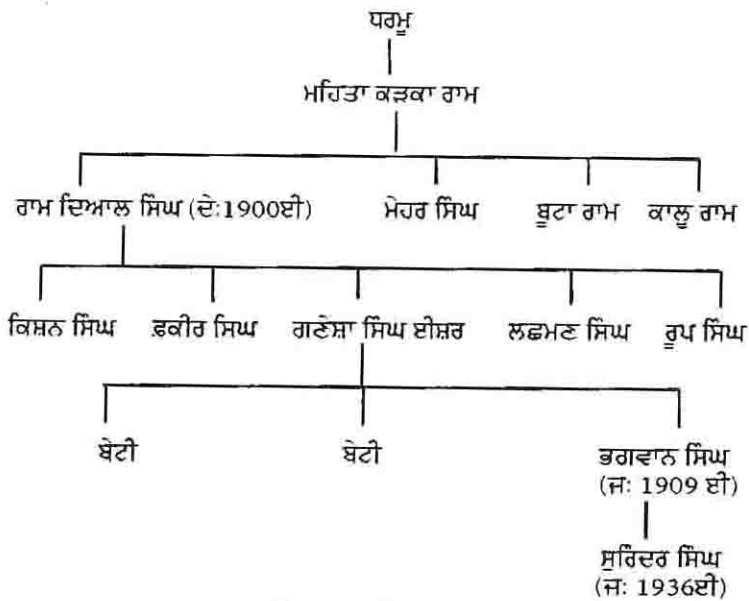 ਧਰਮੂ
ਮਹਿਤਾ ਕੜਕਾ ਰਾਮ
ਰਾਮ ਦਿਆਲ ਸਿੰਘ (ਦੇ:1900ਈ) ਮੇਹਰ ਸਿੰਘ ਬੂਟਾ ਰਾਮ ਕਾਲੂ ਰਾਮ
ਕਿਸ਼ਨ ਸਿੰਘ ਫ਼ਕੀਰ ਸਿਘ ਗਣੇਸ਼ਾ ਸਿੰਘ ਈਸ਼ਰ ਲਛਮਣ ਸਿੰਘ ਰੂਪ ਸਿੰਘ
ਬੇਟੀ ਬੇਟੀ ਭਗਵਾਨ ਸਿੰਘ
(ਜ: 1909 ਈ)
ਸੁਰਿੰਦਰ ਸਿੰਘ
(ਜ: 1936ਈ)